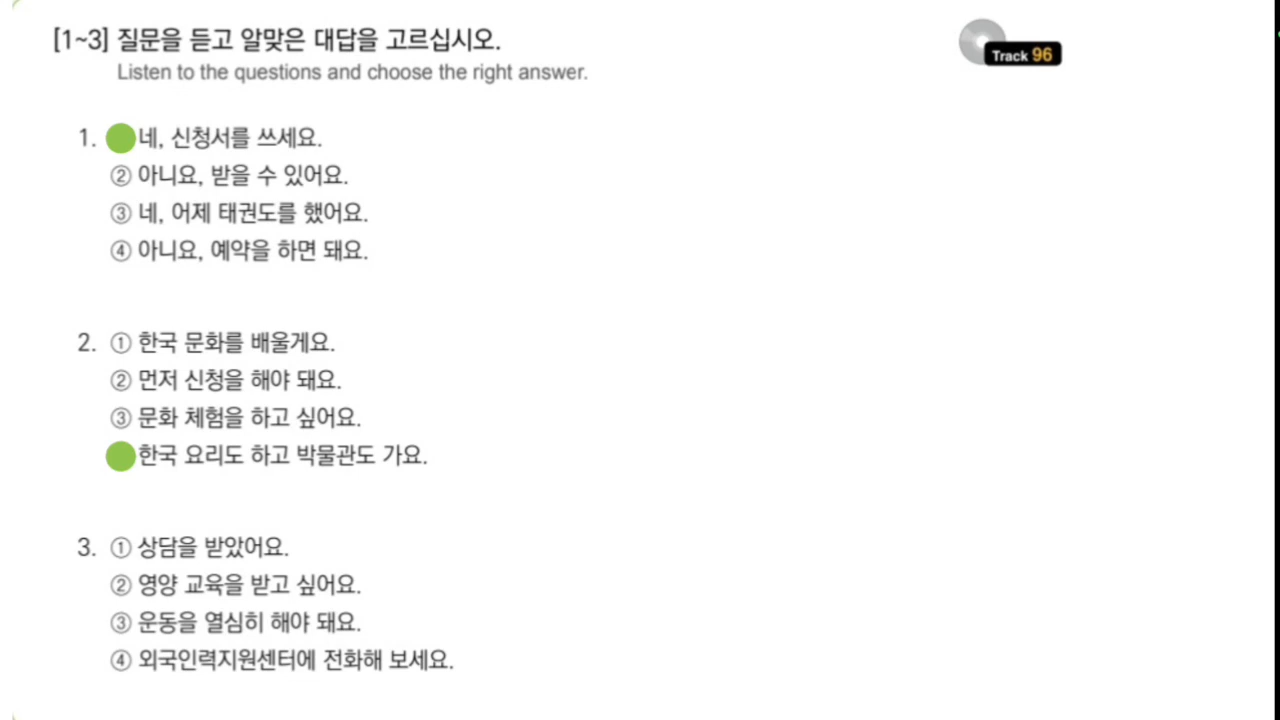 [1~3] 질문을 듣고 알맞은 대답을 고르십시오.
Listen to the questions and choose the right answer.
Track 96
1. 네, 신청서를 쓰세요.
② 아니요, 받을 수 있어요.
③ 네, 어제 태권도를 했어요.
④ 아니요, 예약을 하면 돼요.
2. ① 한국 문화를 배울게요.
② 먼저 신청을 해야 돼요.
③ 문화 체험을 하고 싶어요.
한국 요리도 하고 박물관도 가요.
3. ① 상담을 받았어요.
② 영양 교육을 받고 싶어요.
③ 운동을 열심히 해야 돼요.
④ 외국인력지원센터에 전화해 보세요.